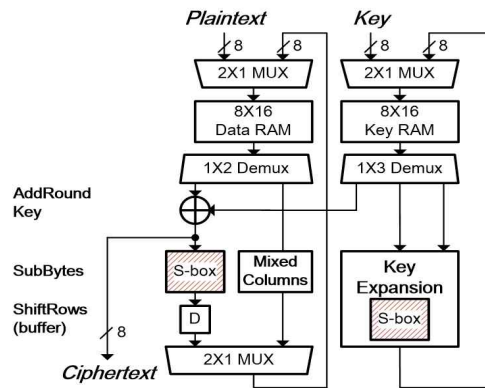 Plaintext
Key
8
8
8
8
2X1 MUX
2X1 MUX
8X16
Data RAM
8X16
Key RAM
1X2 Demux
1X3 Demux
AddRound
Key
SubBytes
S-box
Mixed
Columns
Key
Expansion
S-box
ShiftRows
(buffer)
D
8
2X1 MUX
Ciphertext